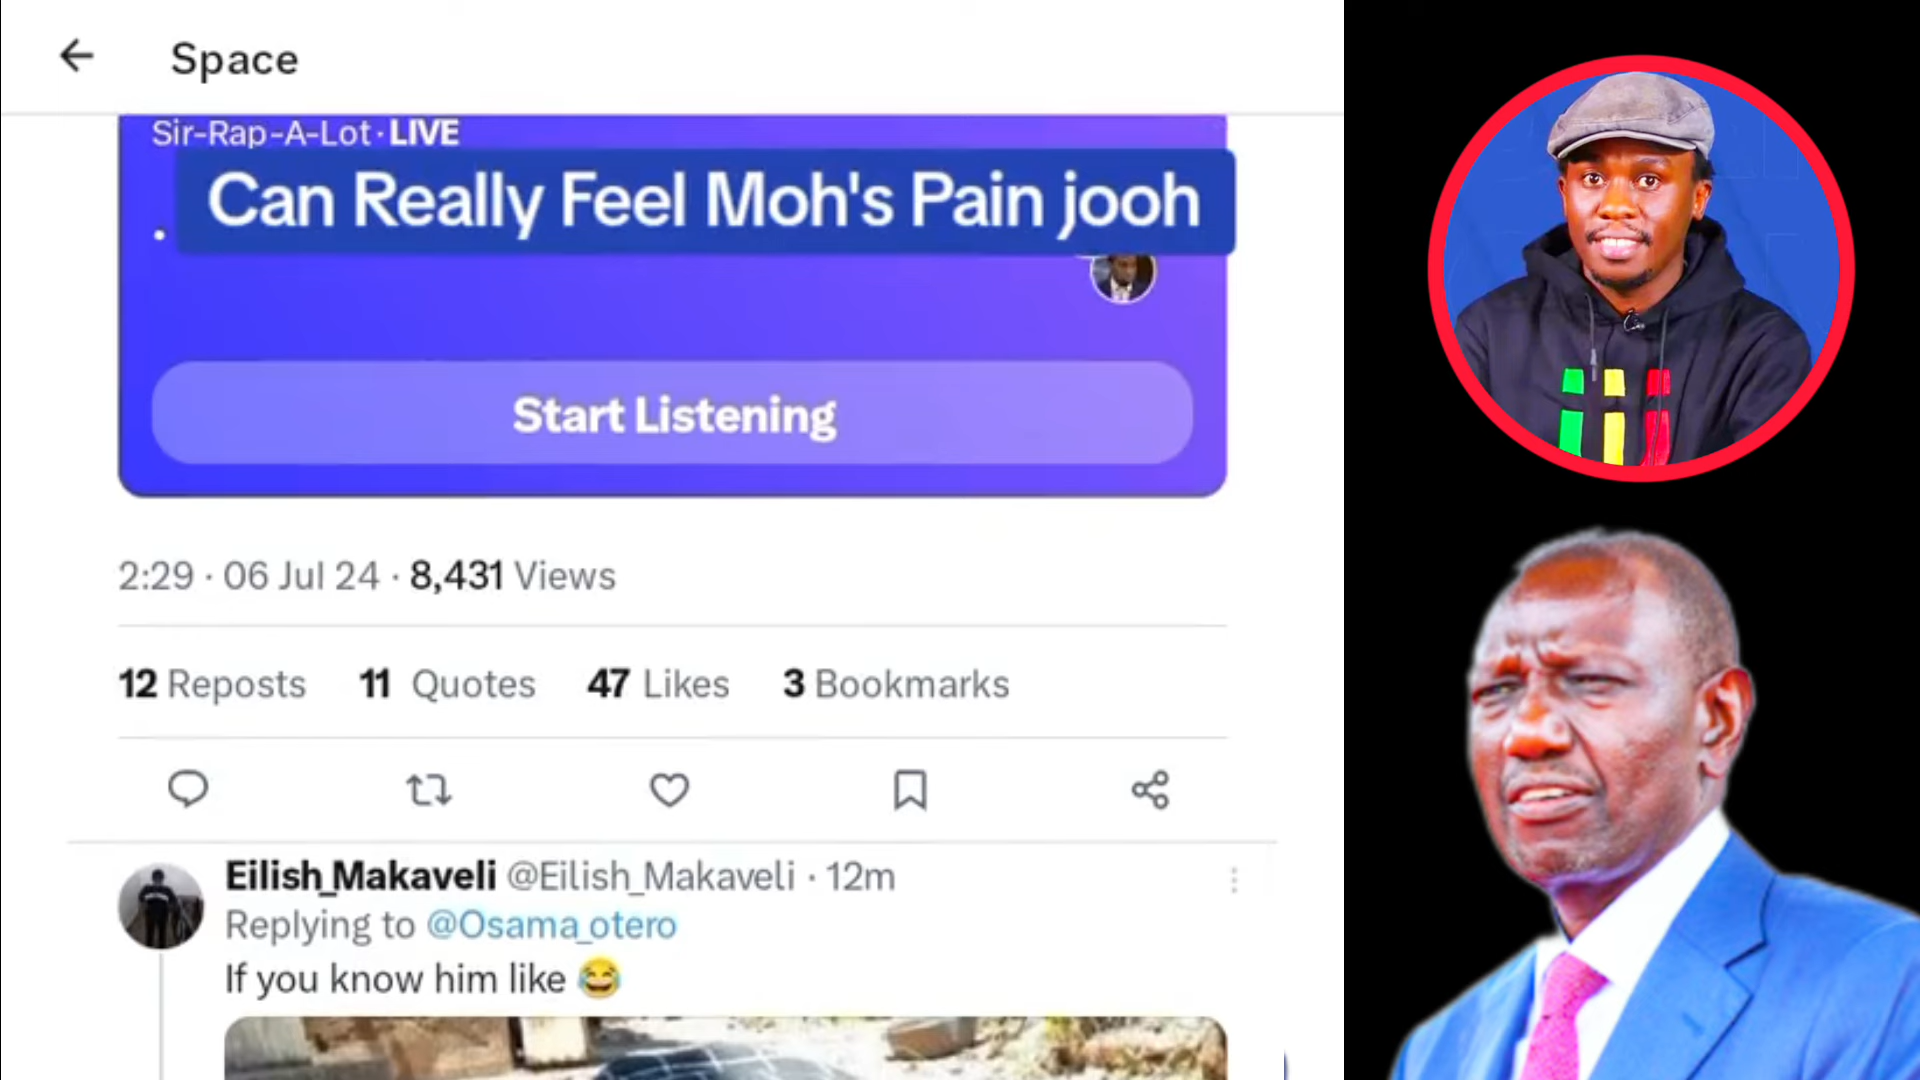 Space
Sir-Rap-A-Lot · LIVE
Can Really Feel Moh's Pain jooh
Start Listening
2:29 · 06 Jul 24 · 8,431 Views
12 Reposts 11 Quotes 47 Likes 3 Bookmarks
Eilish_Makaveli @Eilish_Makaveli · 12m
Replying to @Osama_otero
If you know him like 😂